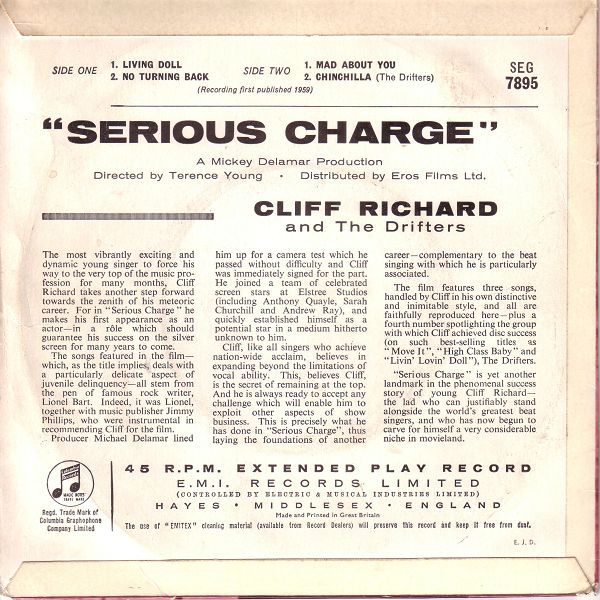 SIDE ONE 1. LIVING DOLL SIDE TWO 1. MAD ABOUT YOU SEG
2. NO TURNING BACK 2. CHINCHILLA (The Drifters) 7895
(Recording first published 1959)
"SERIOUS CHARGE"
A Mickey Delamar Production
Directed by Terence Young • Distributed by Eros Films Ltd.
CLIFF RICHARD
and The Drifters
The most vibrantly exciting and
dynamic young singer to force his
way to the very top of the music pro-
fession for many months, Cliff
Richard takes another step forward
towards the zenith of his meteoric
career. For in "Serious Charge" he
makes his first appearance as an
actor—in a rôle which should
guarantee his success on the silver
screen for many years to come.
The songs featured in the film—
which, as the title implies, deals with
a particularly delicate aspect of
juvenile delinquency—all stem from
the pen of famous rock writer,
Lionel Bart. Indeed, it was Lionel,
together with music publisher Jimmy
Phillips, who were instrumental in
recommending Cliff for the film.
Producer Michael Delamar lined
him up for a camera test which he
passed without difficulty and Cliff
was immediately signed for the part.
He joined a team of celebrated
screen stars at Elstree Studios
(including Anthony Quayle, Sarah
Churchill and Andrew Ray), and
quickly established himself as a
potential star in a medium hitherto
unknown to him.
Cliff, like all singers who achieve
nation-wide acclaim, believes in
expanding beyond the limitations of
vocal ability. This, believes Cliff,
is the secret of remaining at the top.
And he is always ready to accept any
challenge which will enable him to
exploit other aspects of show
business. This is precisely what he
has done in "Serious Charge", thus
laying the foundations of another
career—complementary to the beat
singing with which he is particularly
associated.
The film features three songs,
handled by Cliff in his own distinctive
and inimitable style, and all are
faithfully reproduced here—plus a
fourth number spotlighting the group
with which Cliff achieved disc success
(on such best-selling titles as
"Move It", "High Class Baby" and
"Livin' Lovin' Doll"), The Drifters.
"Serious Charge" is yet another
landmark in the phenomenal success
story of young Cliff Richard—
the lad who can justifiably stand
alongside the world's greatest beat
singers, and who has now begun to
carve for himself a very considerable
niche in movieland.
MAGIC NOTES
TRADE MARK
Regd. Trade Mark of
Columbia Graphophone
Company Limited
45 R.P.M. EXTENDED PLAY RECORD
E.M.I. RECORDS LIMITED
(CONTROLLED BY ELECTRIC & MUSICAL INDUSTRIES LIMITED)
HAYES • MIDDLESEX • ENGLAND
Made and Printed in Great Britain
The use of "EMITEX" cleaning material (available from Record Dealers) will preserve this record and keep it free from dust.
E. J. D.